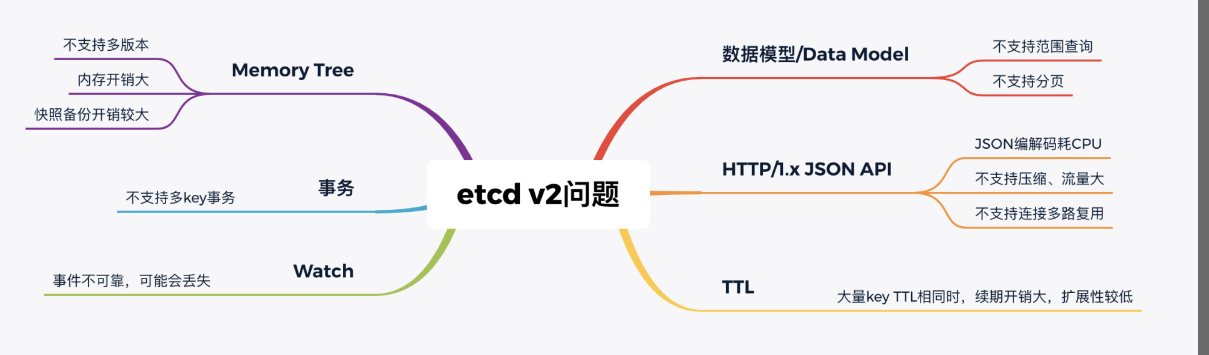 etcd v2问题
Memory Tree
不支持多版本
内存开销大
快照备份开销较大
事务
不支持多key事务
Watch
事件不可靠，可能会丢失
数据模型/Data Model
不支持范围查询
不支持分页
HTTP/1.x JSON API
JSON编解码耗CPU
不支持压缩、流量大
不支持连接多路复用
TTL
大量key TTL相同时，续期开销大，扩展性较低